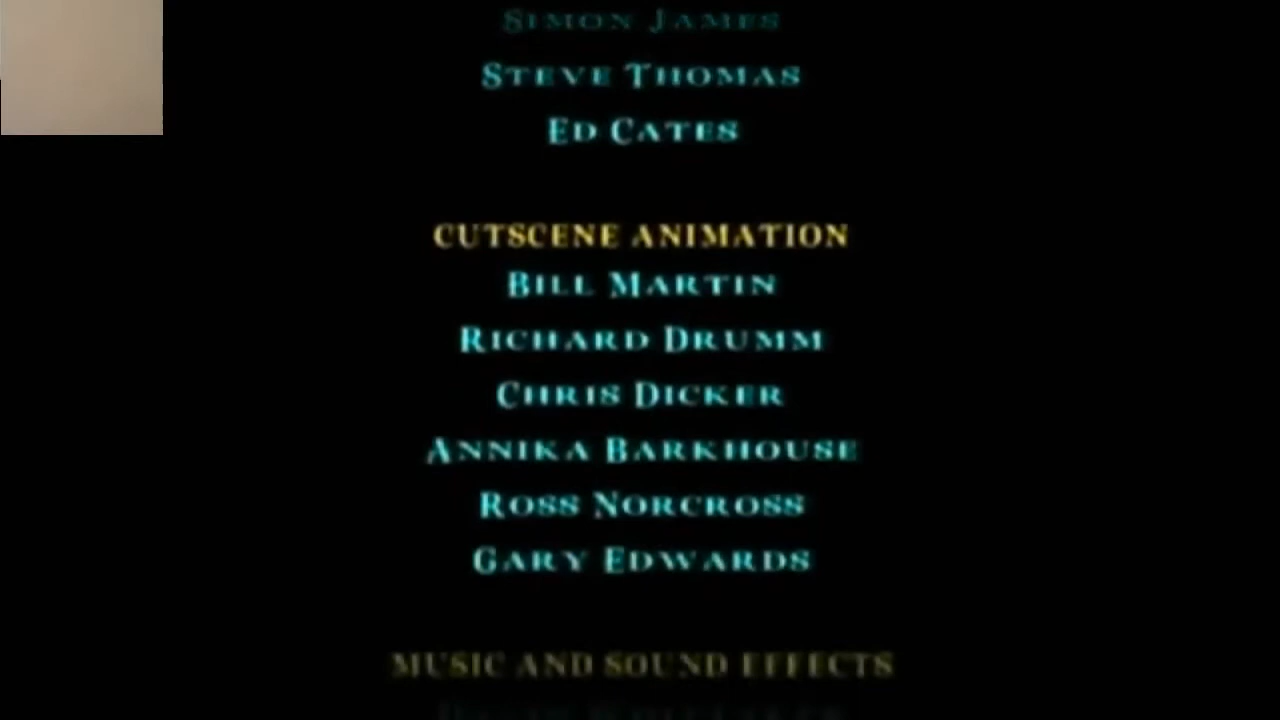 SIMON JAMES
STEVE THOMAS
ED CATES
CUTSCENE ANIMATION
BILL MARTIN
RICHARD DRUMM
CHRIS DICKER
ANNIKA BARKHOUSE
ROSS NORCROSS
GARY EDWARDS
MUSIC AND SOUND EFFECTS